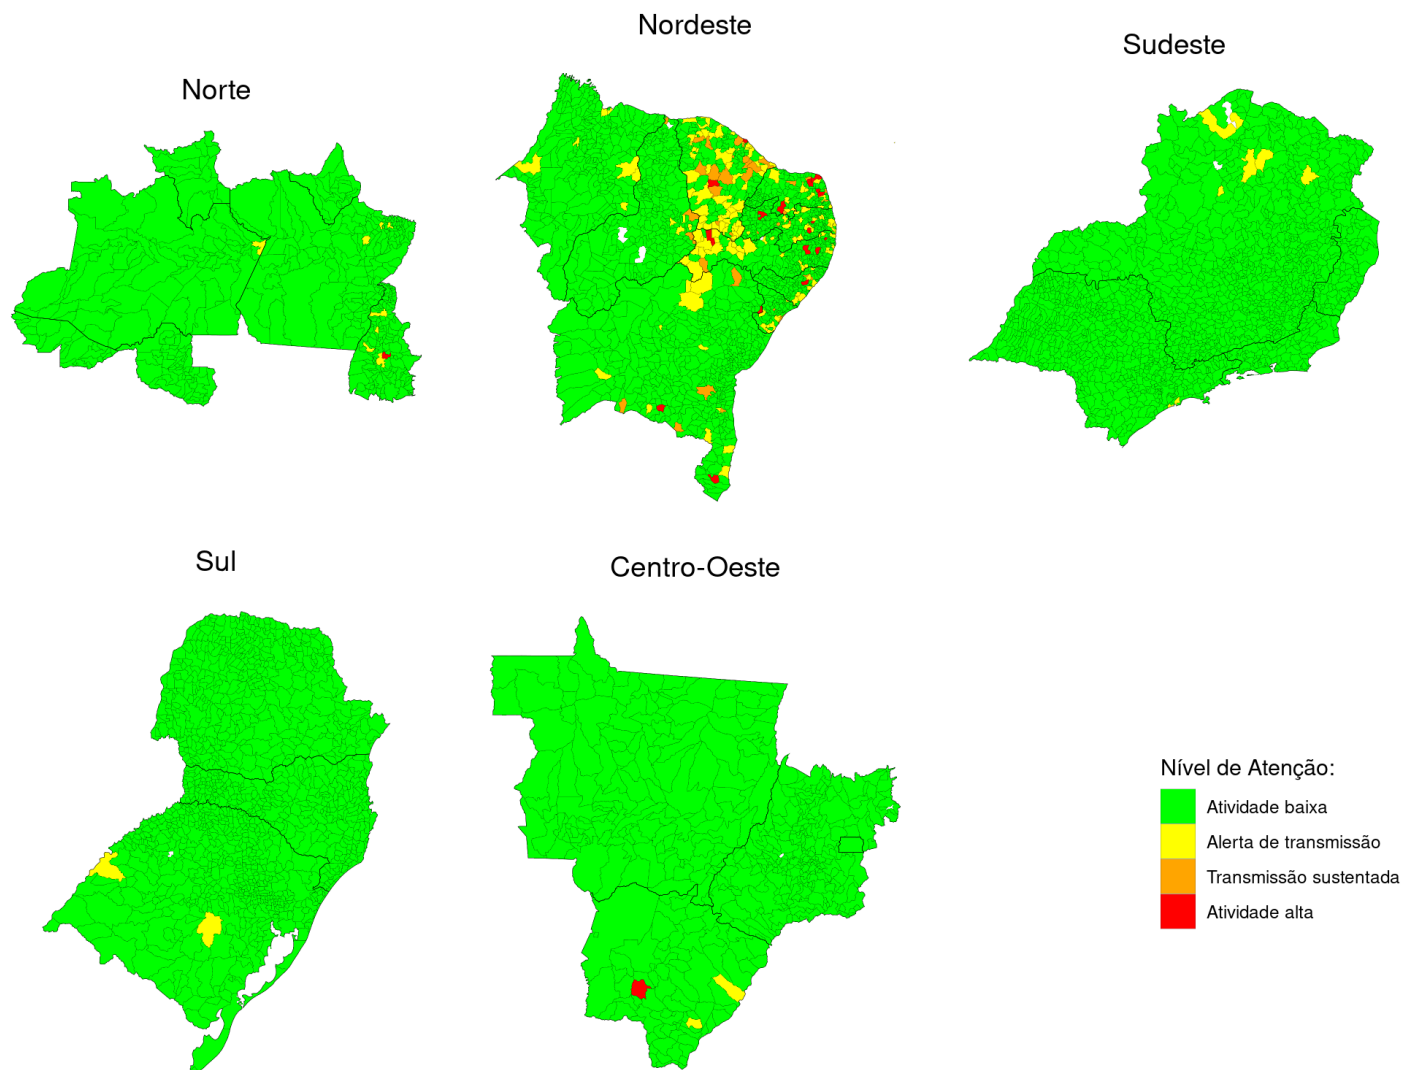 Norte
Nordeste
Sudeste
Sul
Centro-Oeste
Nível de Atenção:
Atividade baixa
Alerta de transmissão
Transmissão sustentada
Atividade alta